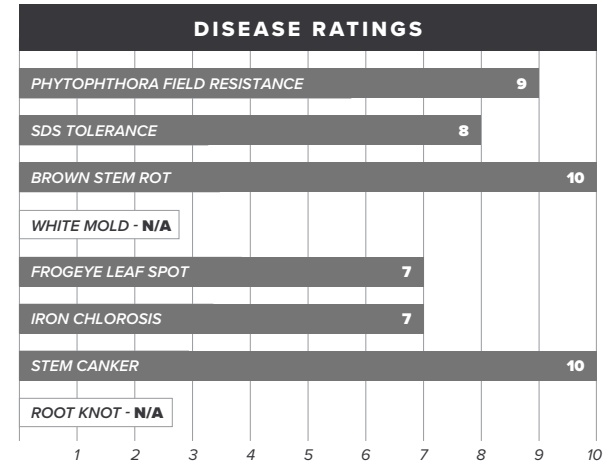 DISEASE RATINGS
PHYTOPHTHORA FIELD RESISTANCE 9
SDS TOLERANCE 8
BROWN STEM ROT 10
WHITE MOLD - N/A
FROGEYE LEAF SPOT 7
IRON CHLOROSIS 7
STEM CANKER 10
ROOT KNOT - N/A
1 2 3 4 5 6 7 8 9 10